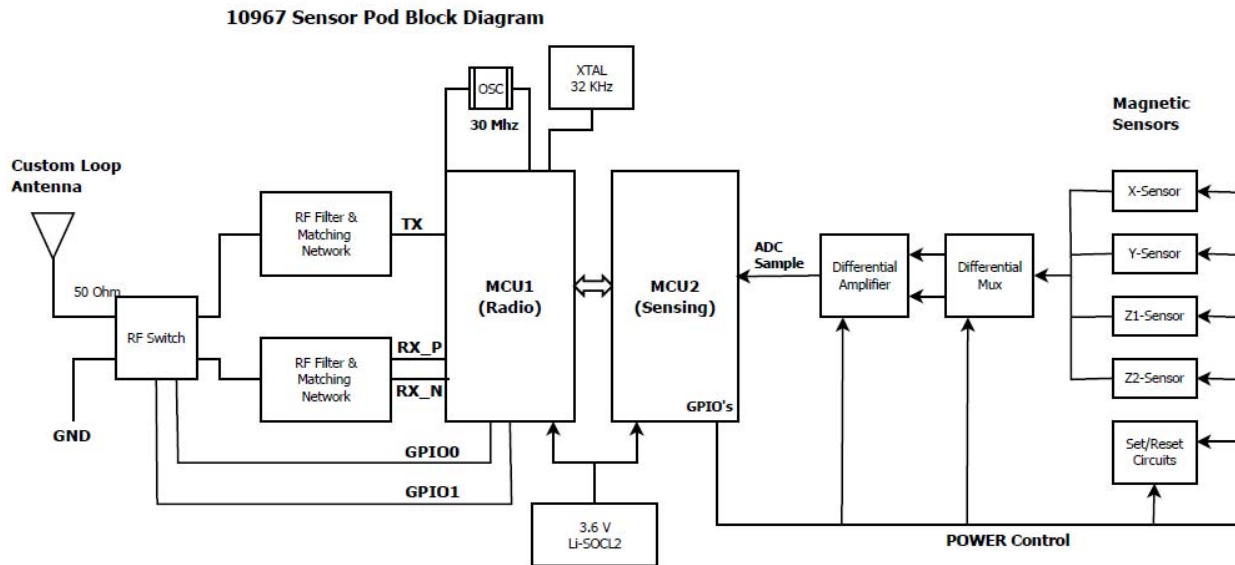 10967 Sensor Pod Block Diagram
OSC
30 Mhz
XTAL
32 KHz
Magnetic
Sensors
Custom Loop
Antenna
50 Ohm
RF Switch
GND
RF Filter &
Matching
Network
TX
RF Filter &
Matching
Network
RX_P
RX_N
GPIO0
GPIO1
MCU1
(Radio)
MCU2
(Sensing)
GPIO's
3.6 V
Li-SOCL2
ADC
Sample
Differential
Amplifier
Differential
Mux
X-Sensor
Y-Sensor
Z1-Sensor
Z2-Sensor
Set/Reset
Circuits
POWER Control